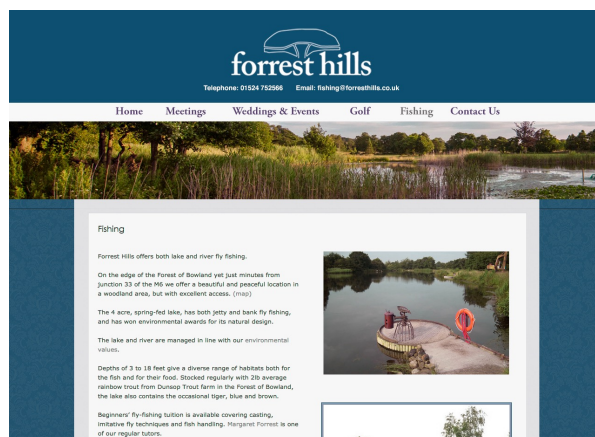 forrest hills
Telephone: 01524 752566 Email: fishing@forresthills.co.uk
Home Meetings Weddings & Events Golf Fishing Contact Us
Fishing
Forrest Hills offers both lake and river fly fishing.
On the edge of the Forest of Bowland yet just minutes from
junction 33 of the M6 we offer a beautiful and peaceful location in
a woodland area, but with excellent access. (map)
The 4 acre, spring-fed lake, has both jetty and bank fly fishing,
and has won environmental awards for its natural design.
The lake and river are managed in line with our environmental
values.
Depths of 3 to 18 feet give a diverse range of habitats both for
the fish and for their food. Stocked regularly with 2lb average
rainbow trout from Dunsop Trout farm in the Forest of Bowland,
the lake also contains the occasional tiger, blue and brown.
Beginners' fly-fishing tuition is available covering casting,
imitative fly techniques and fish handling. Margaret Forrest is one
of our regular tutors.